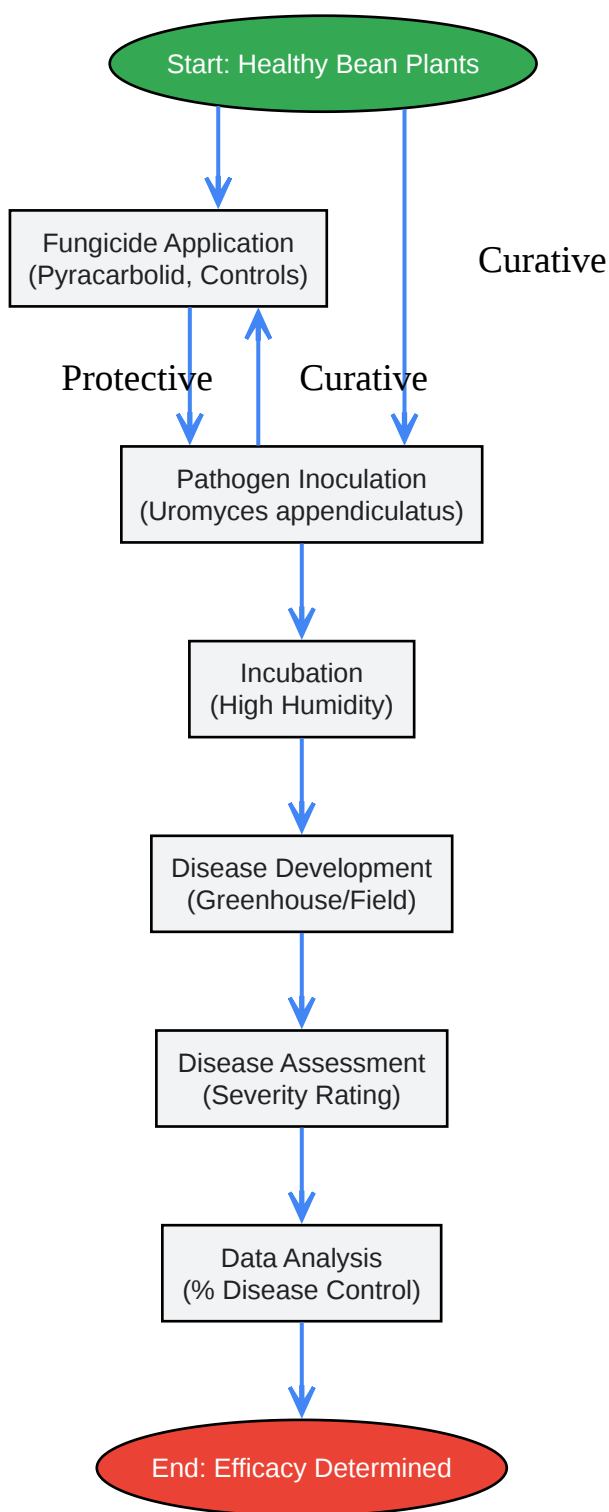 Start: Healthy Bean Plants
Fungicide Application
(Pyracarbolid, Controls)
Curative
Protective
Curative
Pathogen Inoculation
(Uromyces appendiculatus)
Incubation
(High Humidity)
Disease Development
(Greenhouse/Field)
Disease Assessment
(Severity Rating)
Data Analysis
(% Disease Control)
End: Efficacy Determined